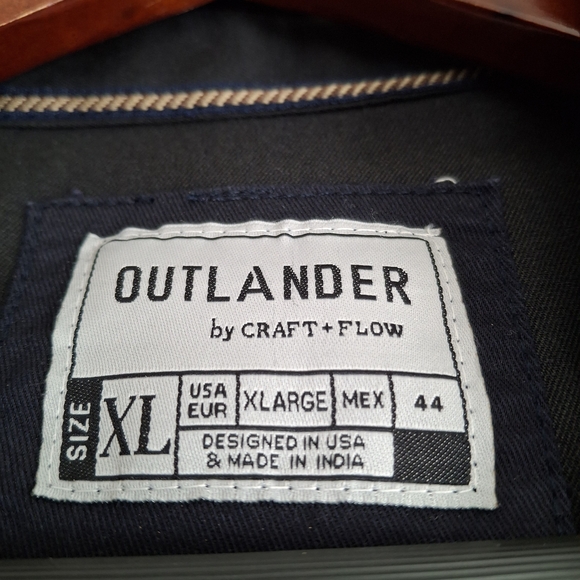 OUTLANDER
by CRAFT + FLOW
SIZE XL USA EUR XLARGE MEX 44
DESIGNED IN USA
& MADE IN INDIA